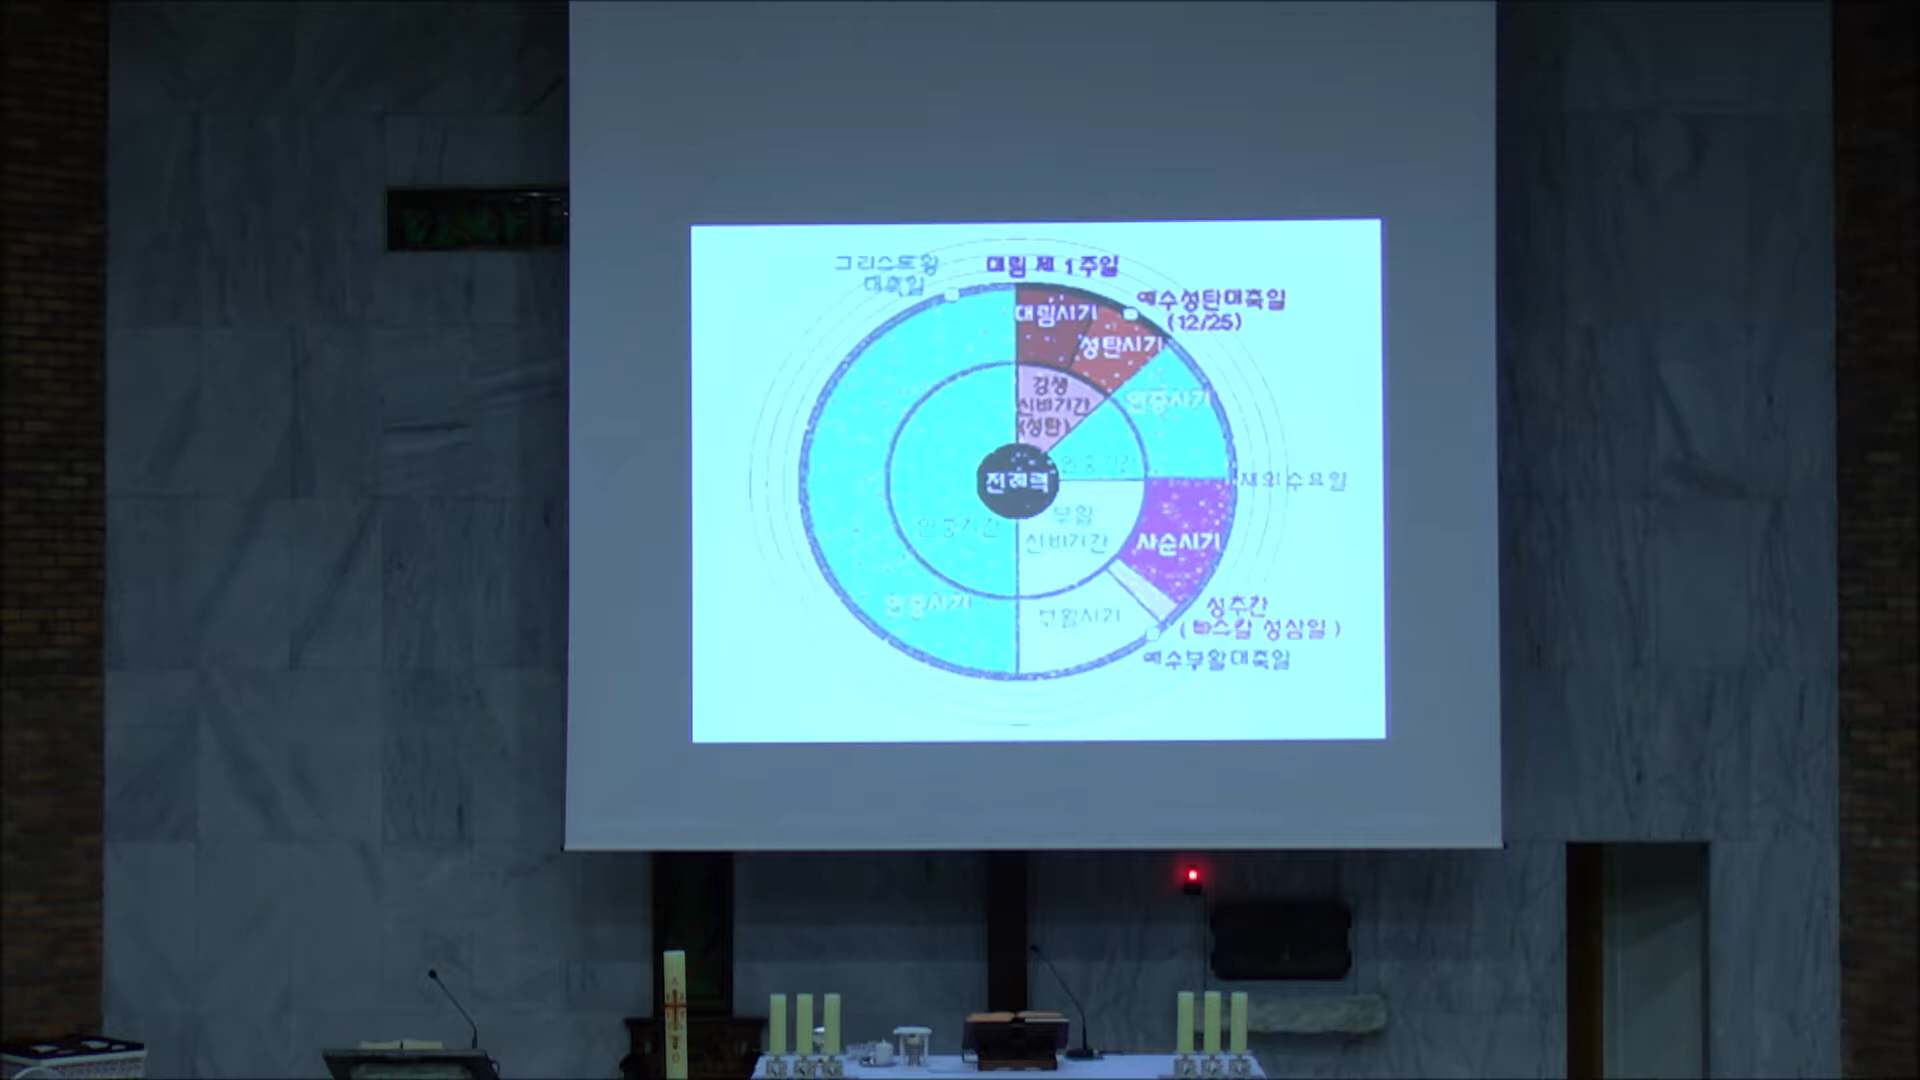 그리스도왕
대축일
대림 제 1 주일
예수성탄대축일
(12/25)
대림시기
성탄시기
강생
신비기간
(성탄)
연중시기
연중기간
전례력
재의 수요일
부활
신비기간
연중기간
사순시기
연중시기
부활시기
성주간
(파스칼 성삼일)
예수부활대축일